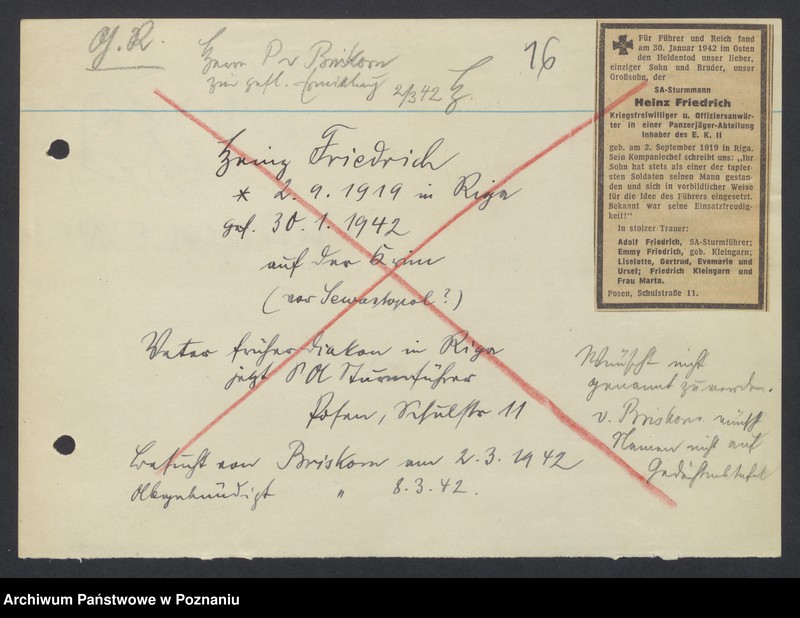 Herrn P v Briskorn
zur gefl. Ermittlung 2/3 42 H.
16
Heinz Friedrich
* 2. 9. 1919 in Riga
gef. 30. 1. 1942
auf der Krim
(vor Sewastopol?)
Vater früher Diakon in Riga
jetzt SA Sturmführer
Posen, Schulstr 11
Besucht von Briskorn am 2. 3. 1942
Abgekündigt " 8. 3. 42.
Wünscht nicht
genannt zu werden.
v. Briskorn wünscht
Namen nicht auf
Gedächtnistafel
Für Führer und Reich fand
am 30. Januar 1942 im Osten
den Heldentod unser lieber,
einziger Sohn und Bruder, unser
Großsohn, der
SA-Sturmmann
Heinz Friedrich
Kriegsfreiwilliger u. Offiziersanwär-
ter in einer Panzerjäger-Abteilung
Inhaber des E. K. II
geb. am 2. September 1919 in Riga.
Sein Kompaniechef schreibt uns: „Ihr
Sohn hat stets als einer der tapfer-
sten Soldaten seinen Mann gestan-
den und sich in vorbildlicher Weise
für die Idee des Führers eingesetzt.
Bekannt war seine Einsatzfreudig-
keit!"
In stolzer Trauer:
Adolf Friedrich, SA-Sturmführer;
Emmy Friedrich, geb. Kleingarn;
Liselotte, Gertrud, Evemarie und
Ursel; Friedrich Kleingarn und
Frau Marta.
Posen, Schulstraße 11.
Archiwum Państwowe w Poznaniu